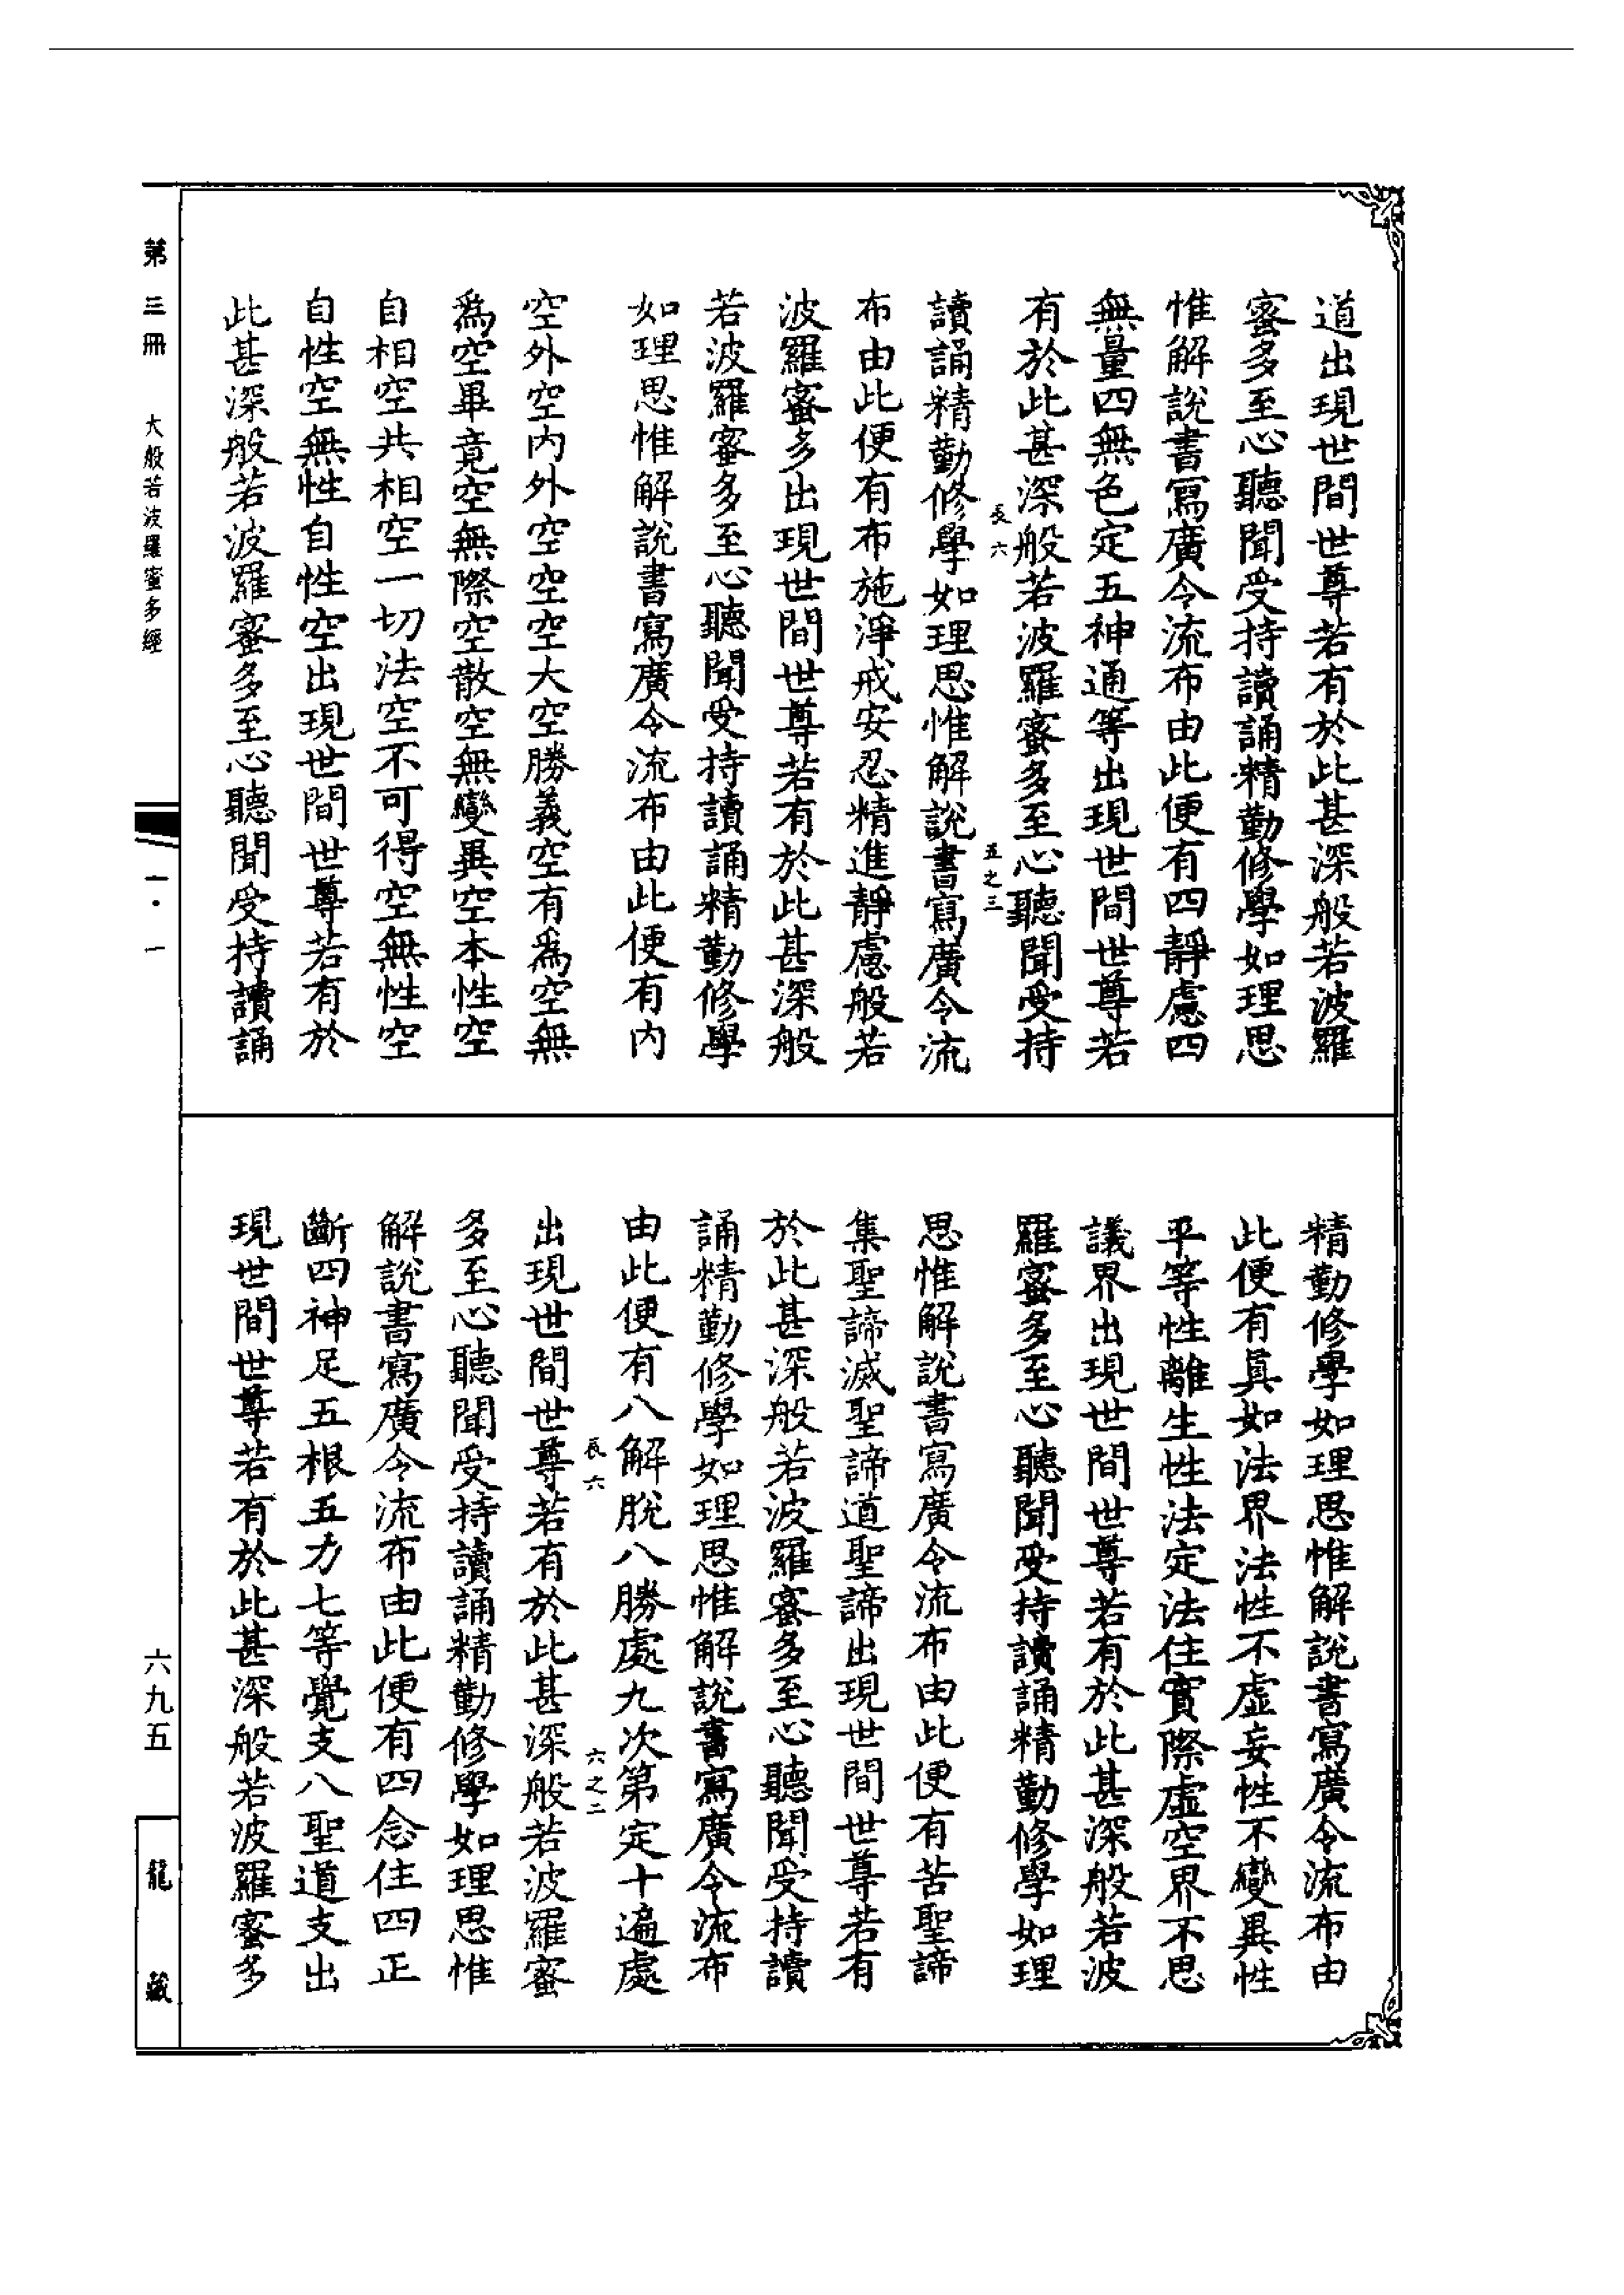 道出現世間世尊若有於此甚深般若波羅
蜜多至心聽聞受持讀誦精勤修學如理思
惟解説書寫廣令流布由此便有四靜慮四
無量四無色定五神通等出現世間世尊若
有於此甚深般若波羅蜜多至心聽聞受持
長六 五之三
讀誦精勤修學如理思惟解説書寫廣令流
布由此便有布施淨戒安忍精進靜慮般若
波羅蜜多出現世間世尊若有於此甚深般
若波羅蜜多至心聽聞受持讀誦精勤修學
如理思惟解説書寫廣令流布由此便有内
空外空内外空空空大空勝義空有爲空無
爲空畢竟空無際空散空無變異空本性空
自相空共相空一切法空不可得空無性空
自性空無性自性空出現世間世尊若有於
此甚深般若波羅蜜多至心聽聞受持讀誦
精勤修學如理思惟解説書寫廣令流布由
此便有眞如法界法性不虛妄性不變異性
平等性離生性法定法住實際虛空界不思
議界出現世間世尊若有於此甚深般若波
羅蜜多至心聽聞受持讀誦精勤修學如理
思惟解説書寫廣令流布由此便有苦聖諦
集聖諦滅聖諦道聖諦出現世間世尊若有
於此甚深般若波羅蜜多至心聽聞受持讀
誦精勤修學如理思惟解説書寫廣令流布
由此便有八解脫八勝處九次第定十遍處
長六 六之二
出現世間世尊若有於此甚深般若波羅蜜
多至心聽聞受持讀誦精勤修學如理思惟
解説書寫廣令流布由此便有四念住四正
斷四神足五根五力七等覺支八聖道支出
現世間世尊若有於此甚深般若波羅蜜多
第三冊 大般若波羅蜜多經 一·一 六九五 龍藏